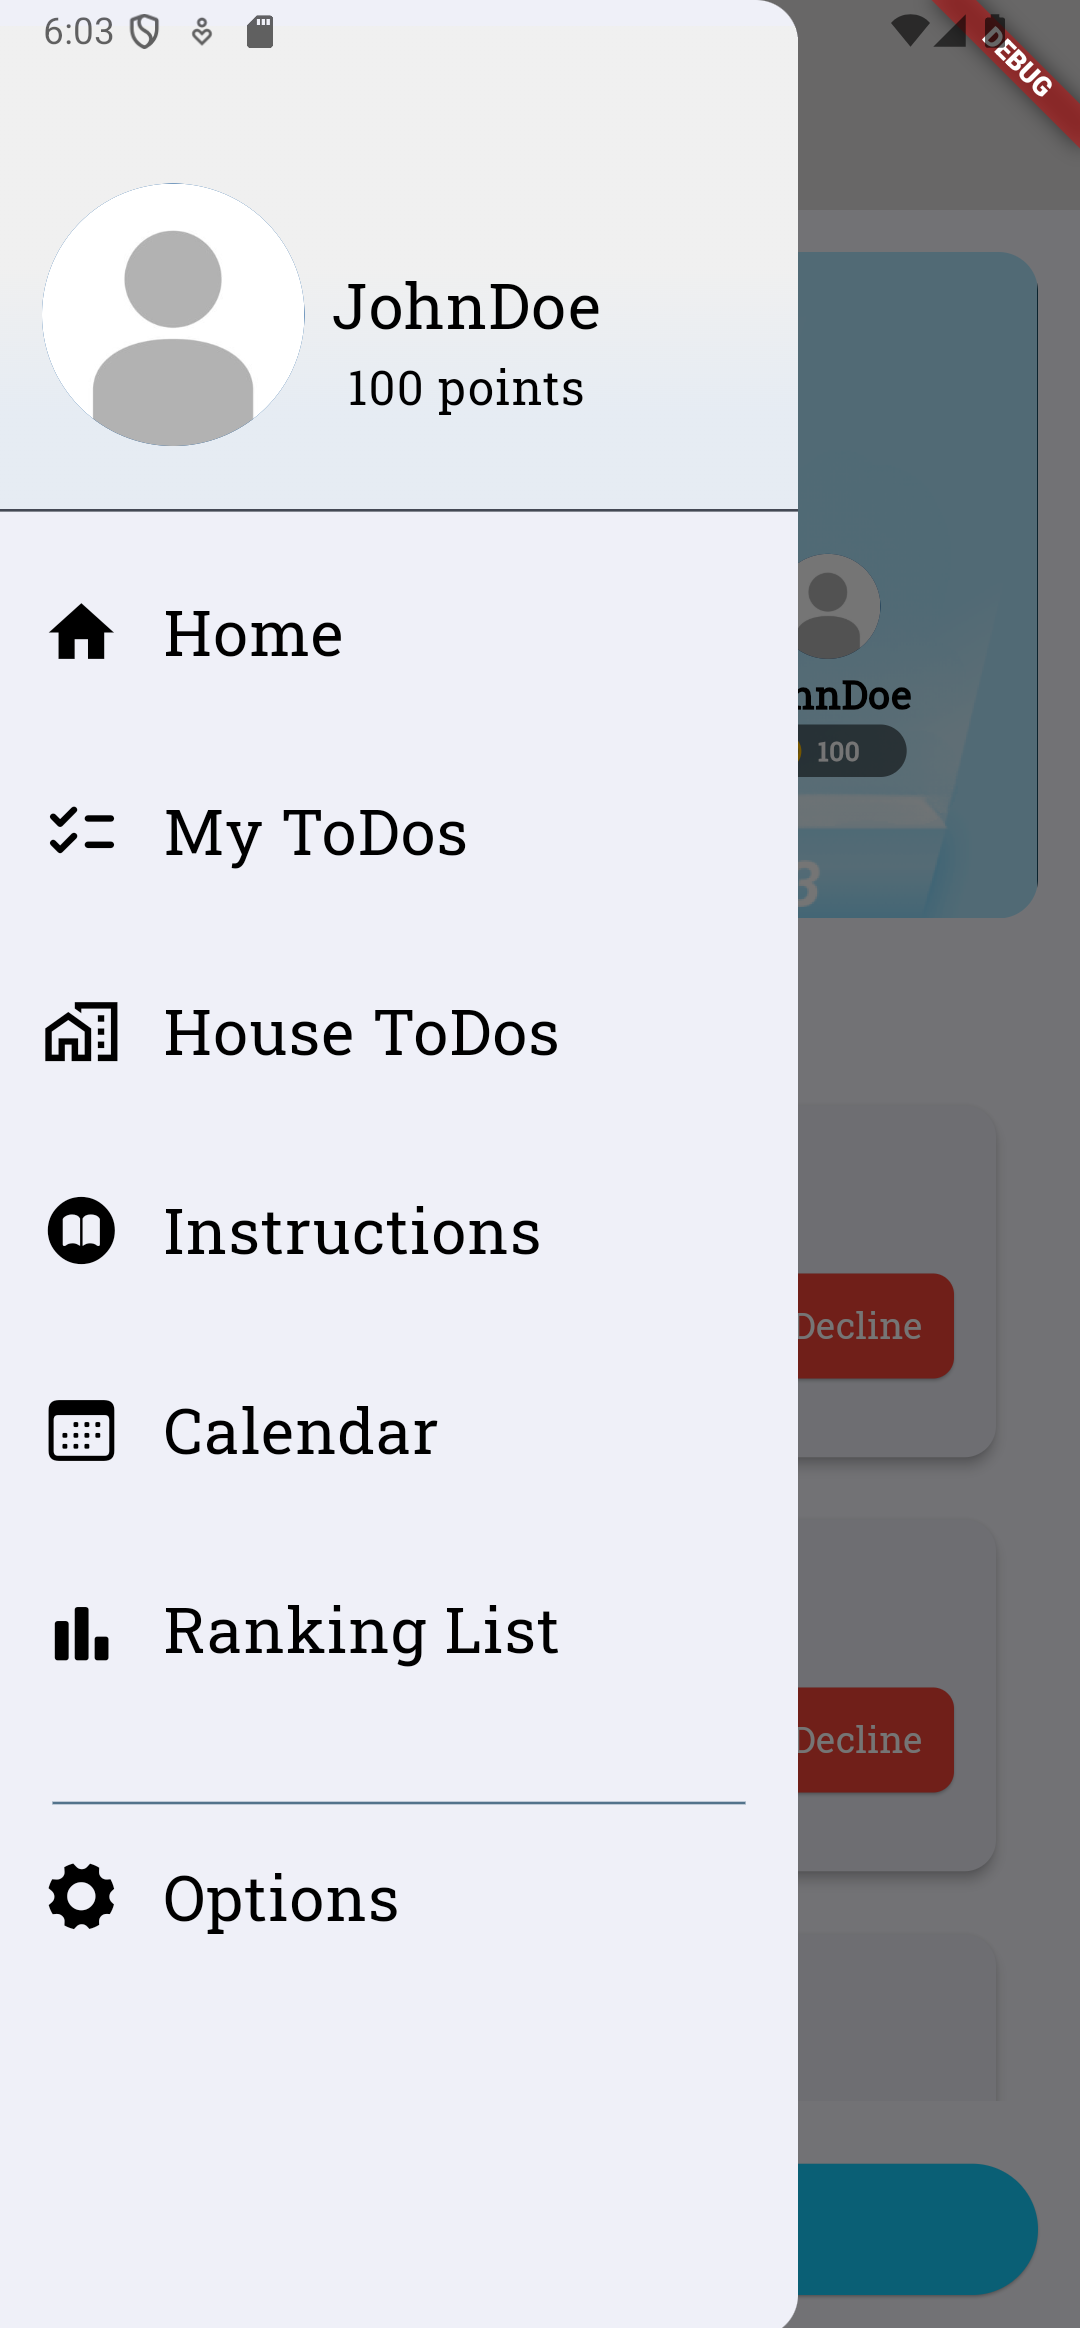 6:03
DEBUG
JohnDoe
100 points
nnDoe
100
3
Home
My ToDos
House ToDos
Instructions
Decline
Calendar
Ranking List
Decline
Options